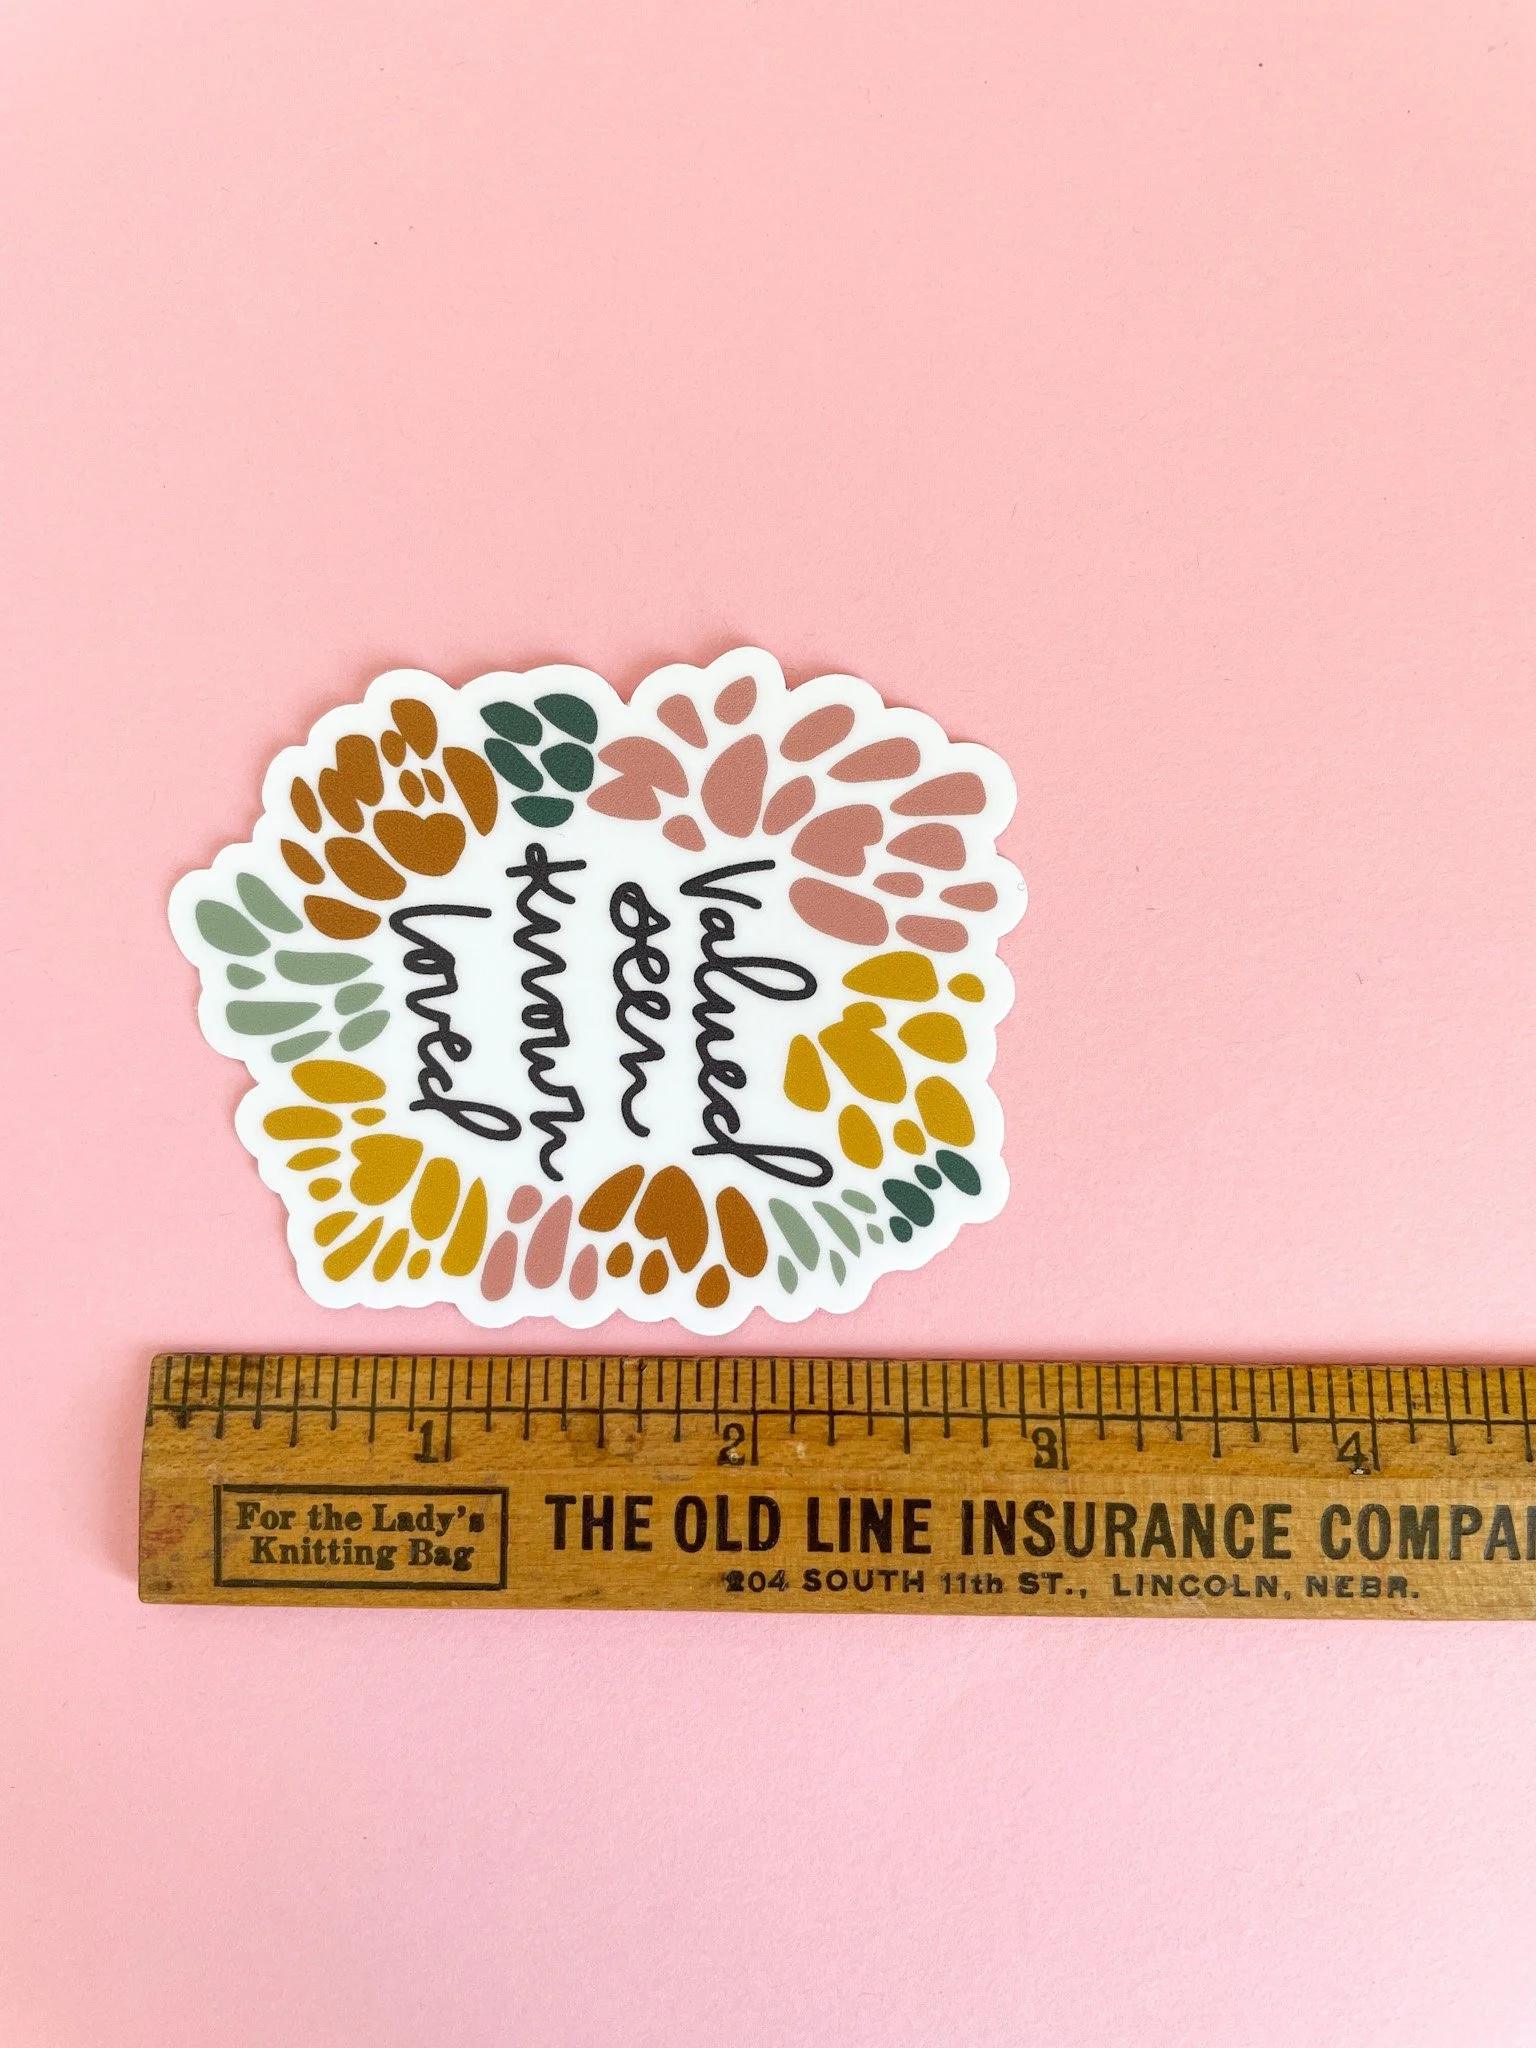 Valued
seen
known
loved
1 2 3 4
For the Lady's
Knitting Bag
THE OLD LINE INSURANCE COMPA
204 SOUTH 11th ST., LINCOLN, NEBR.